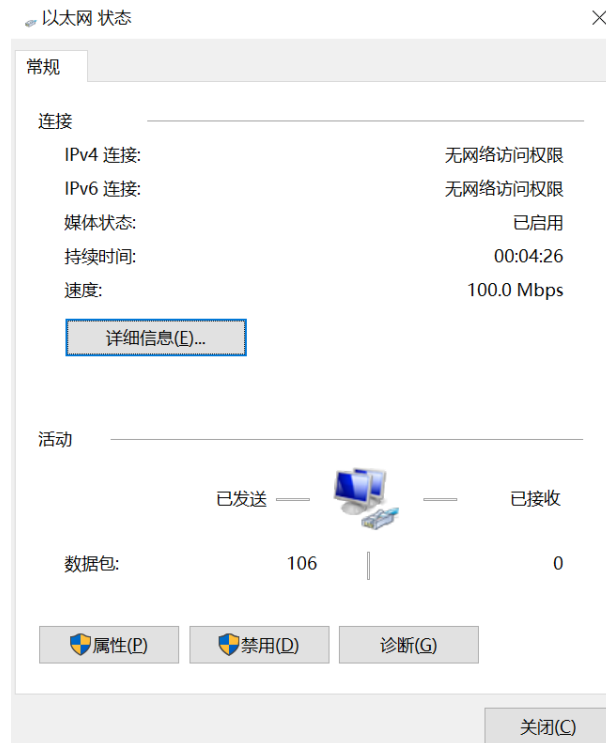 以太网 状态
常规
连接
IPv4 连接: 无网络访问权限
IPv6 连接: 无网络访问权限
媒体状态: 已启用
持续时间: 00:04:26
速度: 100.0 Mbps
详细信息(E)...
活动
已发送 已接收
数据包: 106 0
属性(P) 禁用(D) 诊断(G)
关闭(C)